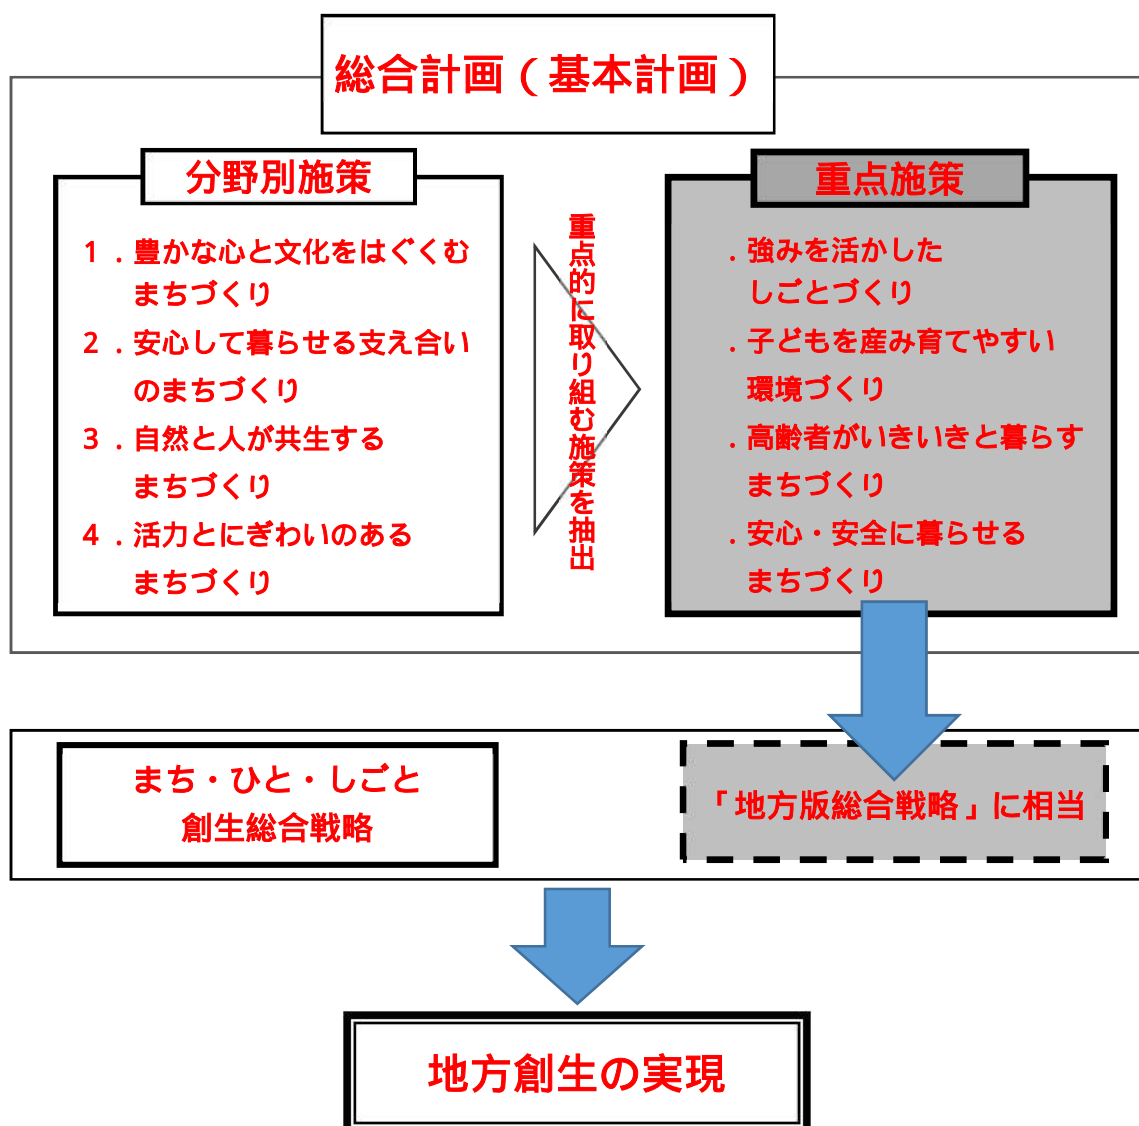 総合計画（基本計画）
分野別施策
１．豊かな心と文化をはぐくむ
まちづくり
２．安心して暮らせる支え合い
のまちづくり
３．自然と人が共生する
まちづくり
４．活力とにぎわいのある
まちづくり
重点的に取り組む施策を抽出
重点施策
．強みを活かした
しごとづくり
．子どもを産み育てやすい
環境づくり
．高齢者がいきいきと暮らす
まちづくり
．安心・安全に暮らせる
まちづくり
まち・ひと・しごと
創生総合戦略
「地方版総合戦略」に相当
地方創生の実現